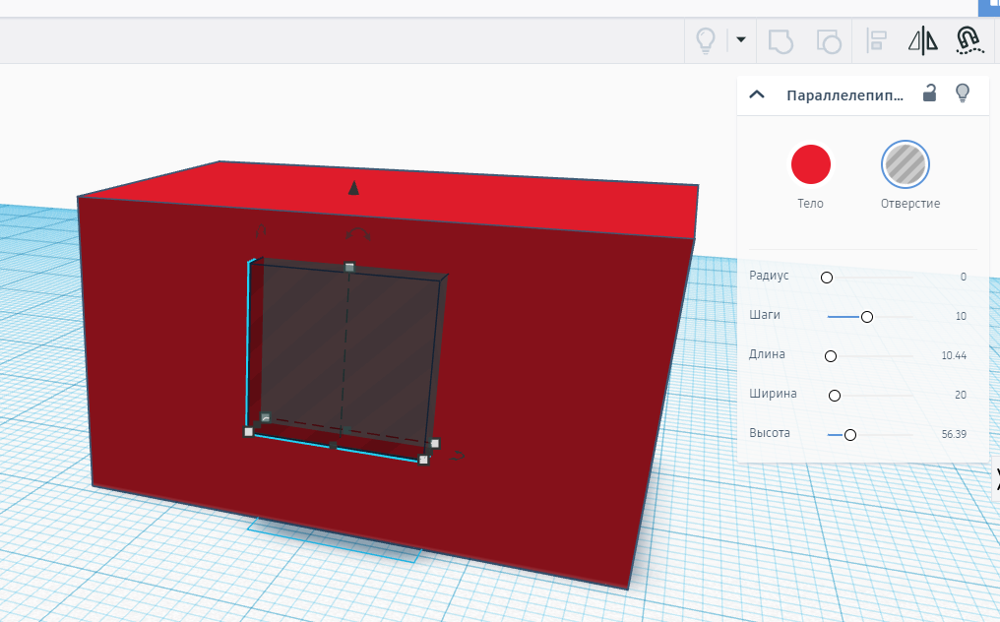 Параллелепип...
Тело
Отверстие
Радиус 0
Шаги 10
Длина 10.44
Ширина 20
Высота 56.39